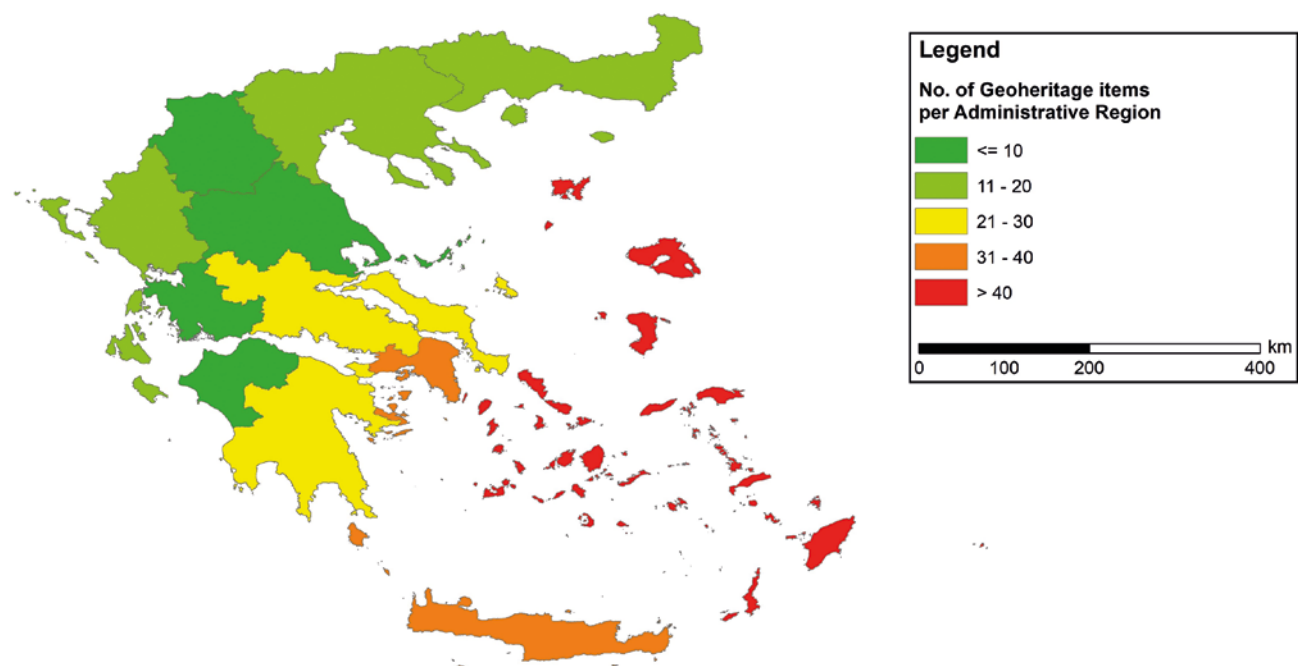 Legend
No. of Geoheritage items
per Administrative Region
<= 10
11 - 20
21 - 30
31 - 40
> 40
km
0 100 200 400